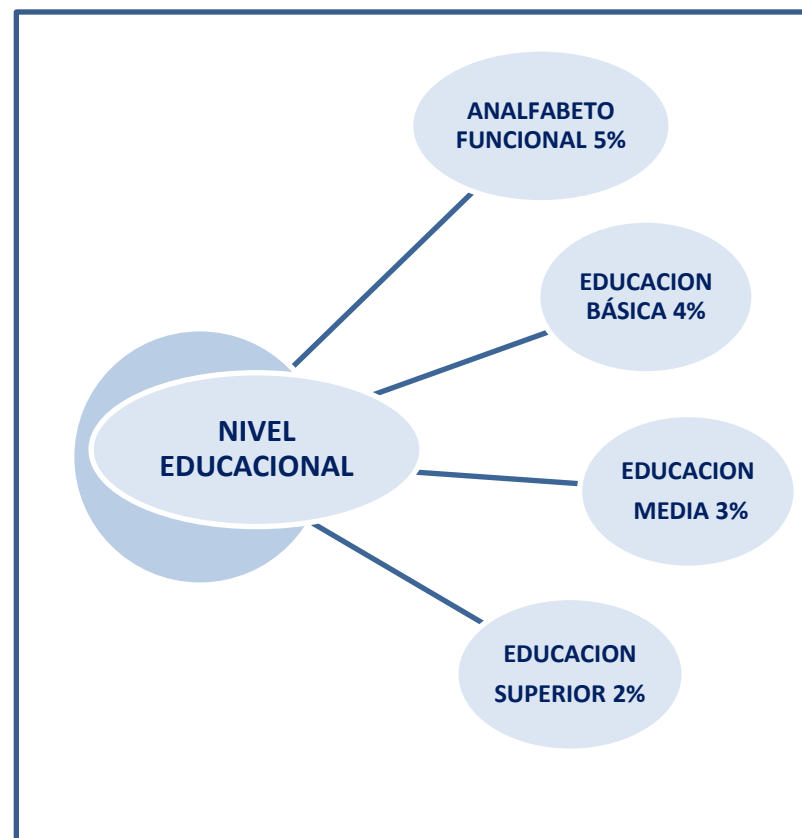 ANALFABETO
FUNCIONAL 5%
EDUCACION
BÁSICA 4%
NIVEL
EDUCACIONAL
EDUCACION
MEDIA 3%
EDUCACION
SUPERIOR 2%